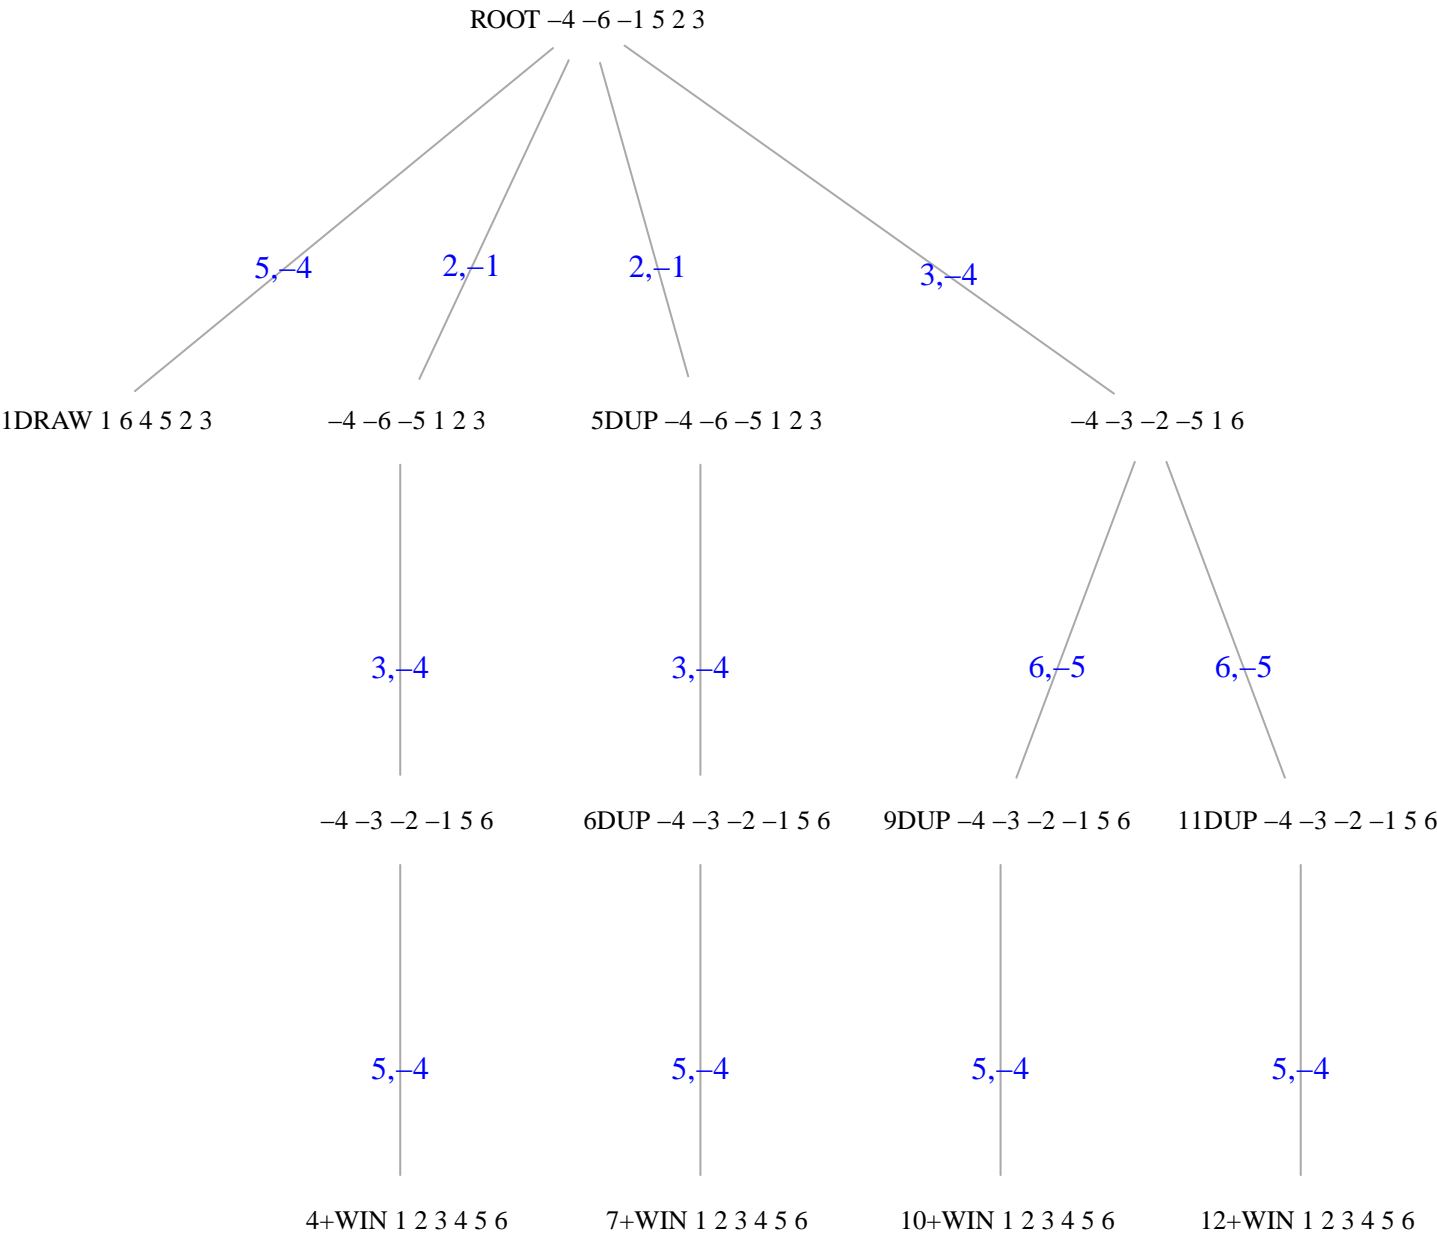 ROOT –4 –6 –1 5 2 3
5,–4
2,–1
2,–1
3,–4
1DRAW 1 6 4 5 2 3
–4 –6 –5 1 2 3
5DUP –4 –6 –5 1 2 3
–4 –3 –2 –5 1 6
3,–4
3,–4
6,–5
6,–5
–4 –3 –2 –1 5 6
6DUP –4 –3 –2 –1 5 6
9DUP –4 –3 –2 –1 5 6
11DUP –4 –3 –2 –1 5 6
5,–4
5,–4
5,–4
5,–4
4+WIN 1 2 3 4 5 6
7+WIN 1 2 3 4 5 6
10+WIN 1 2 3 4 5 6
12+WIN 1 2 3 4 5 6